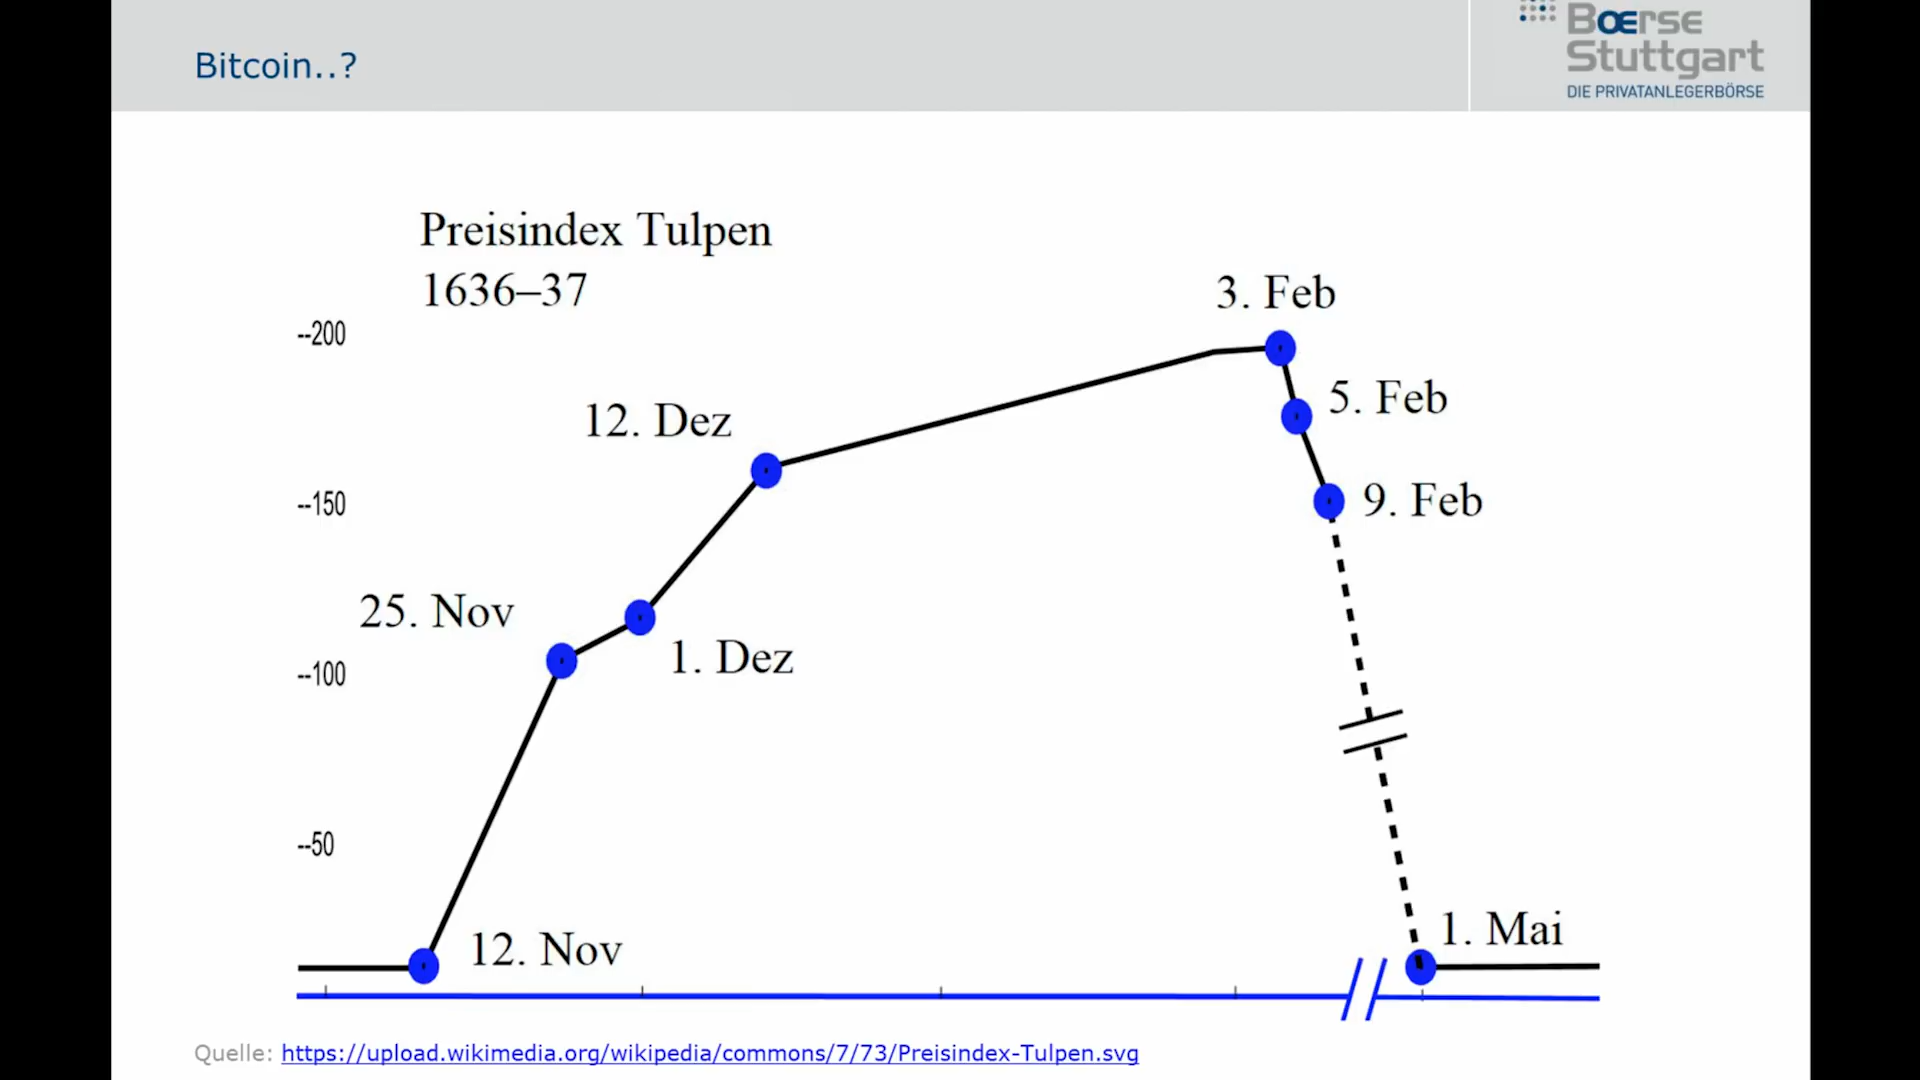 Bitcoin..?
Bœrse
Stuttgart
DIE PRIVATANLEGERBÖRSE
Preisindex Tulpen
1636–37
3. Feb
--200
5. Feb
12. Dez
--150
9. Feb
25. Nov
1. Dez
--100
--50
1. Mai
12. Nov
Quelle: https://upload.wikimedia.org/wikipedia/commons/7/73/Preisindex-Tulpen.svg